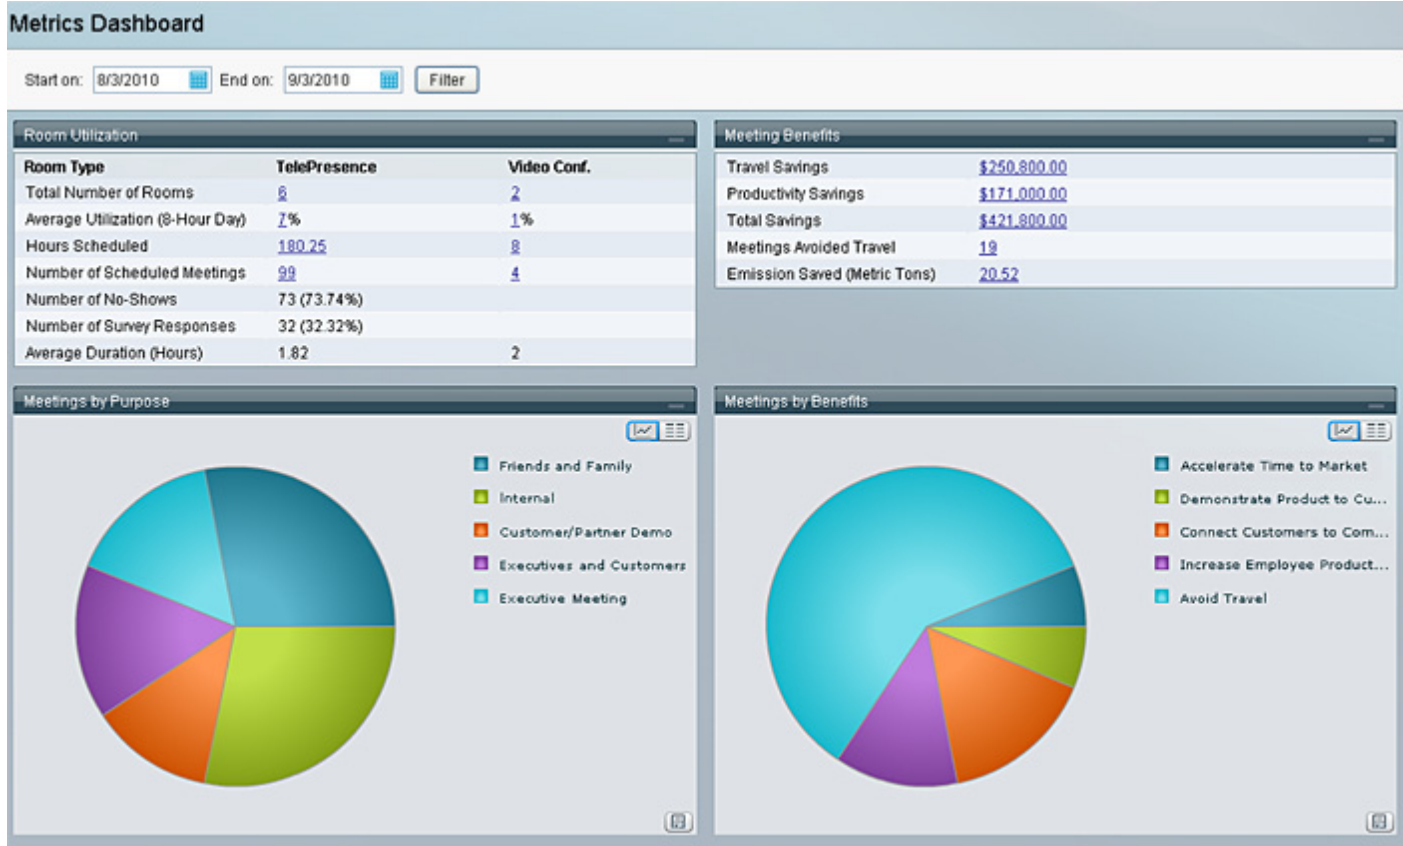 Metrics Dashboard
Start on: 8/3/2010 End on: 9/3/2010 Filter
Room Utilization
Room Type TelePresence Video Conf.
Total Number of Rooms 6 2
Average Utilization (8-Hour Day) 7% 1%
Hours Scheduled 180.25 8
Number of Scheduled Meetings 99 4
Number of No-Shows 73 (73.74%)
Number of Survey Responses 32 (32.32%)
Average Duration (Hours) 1.82 2
Meeting Benefits
Travel Savings $250,800.00
Productivity Savings $171,000.00
Total Savings $421,800.00
Meetings Avoided Travel 19
Emission Saved (Metric Tons) 20.52
Meetings by Purpose
Friends and Family
Internal
Customer/Partner Demo
Executives and Customers
Executive Meeting
Meetings by Benefits
Accelerate Time to Market
Demonstrate Product to Cu...
Connect Customers to Com...
Increase Employee Product...
Avoid Travel